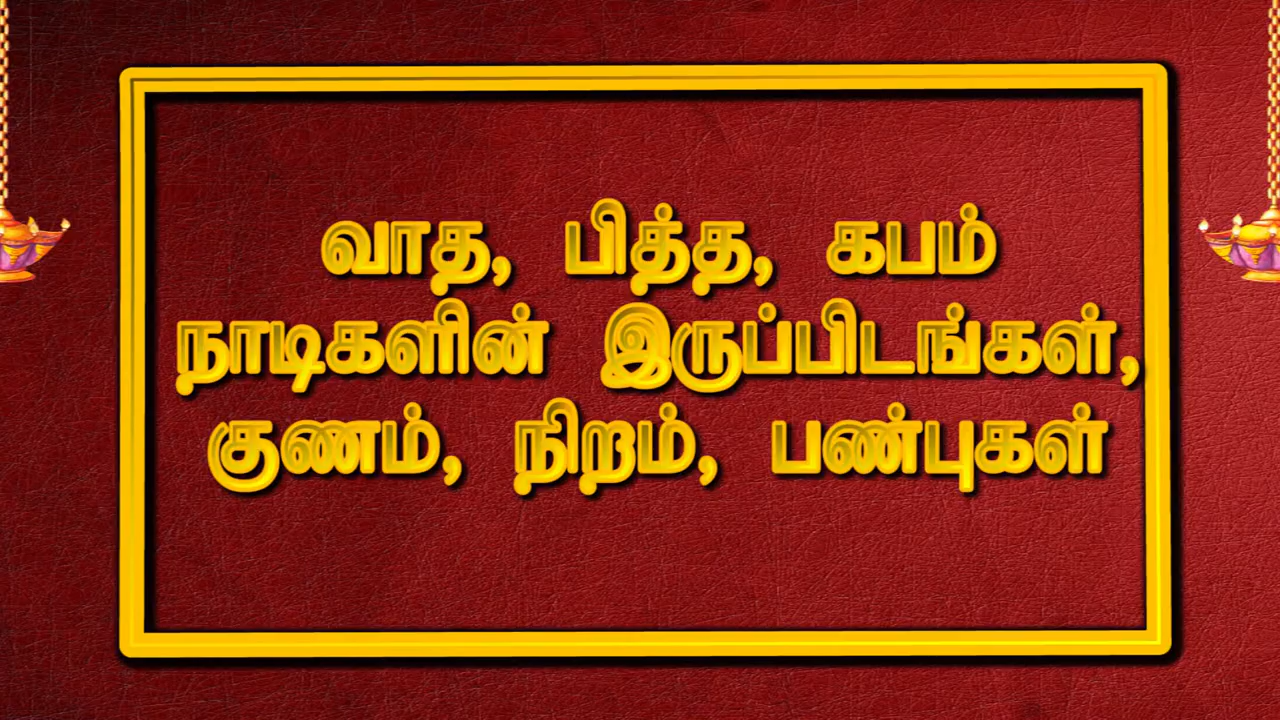 வாத, பித்த, கபம்
நாடிகளின் இருப்பிடங்கள்,
குணம், நிறம், பண்புகள்